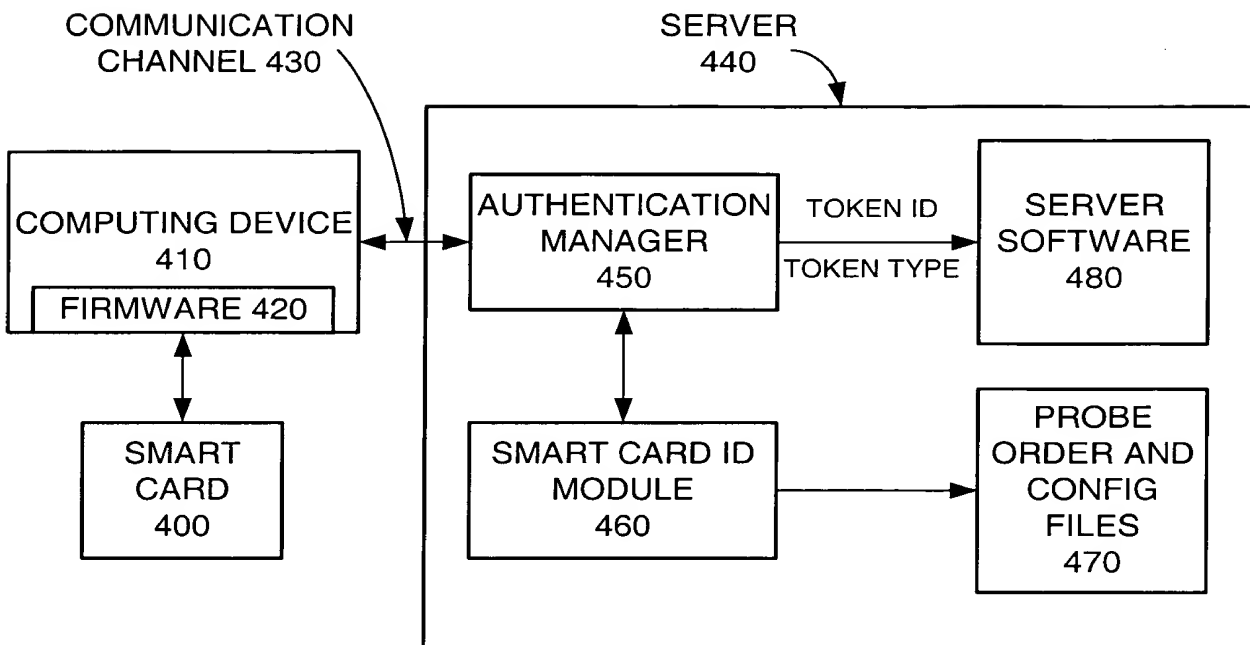 COMMUNICATION
CHANNEL 430
SERVER
440
COMPUTING DEVICE
410
FIRMWARE 420
AUTHENTICATION
MANAGER
450
TOKEN ID
TOKEN TYPE
SERVER
SOFTWARE
480
SMART
CARD
400
SMART CARD ID
MODULE
460
PROBE
ORDER AND
CONFIG
FILES
470